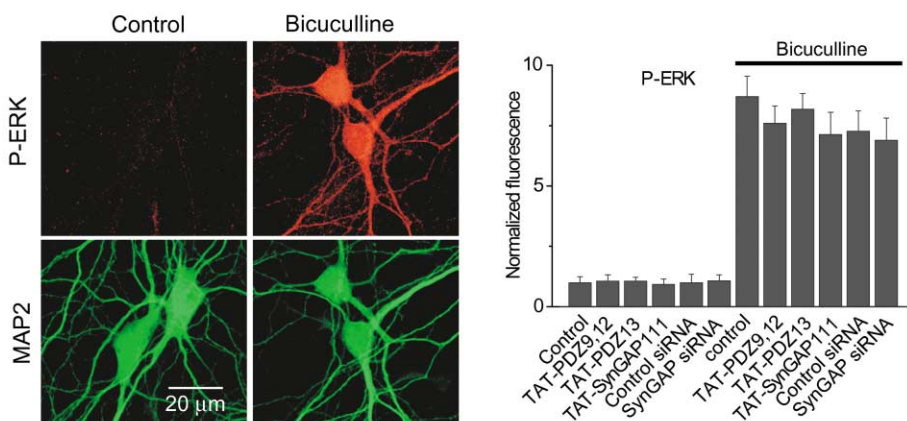 Control Bicuculline
P-ERK
MAP2
20 μm
Bicuculline
P-ERK
Normalized fluorescence
10
5
0
Control
TAT-PDZ9,12
TAT-PDZ13
TAT-SynGAP111
Control siRNA
SynGAP siRNA
control
TAT-PDZ9,12
TAT-PDZ13
TAT-SynGAP111
Control siRNA
SynGAP siRNA